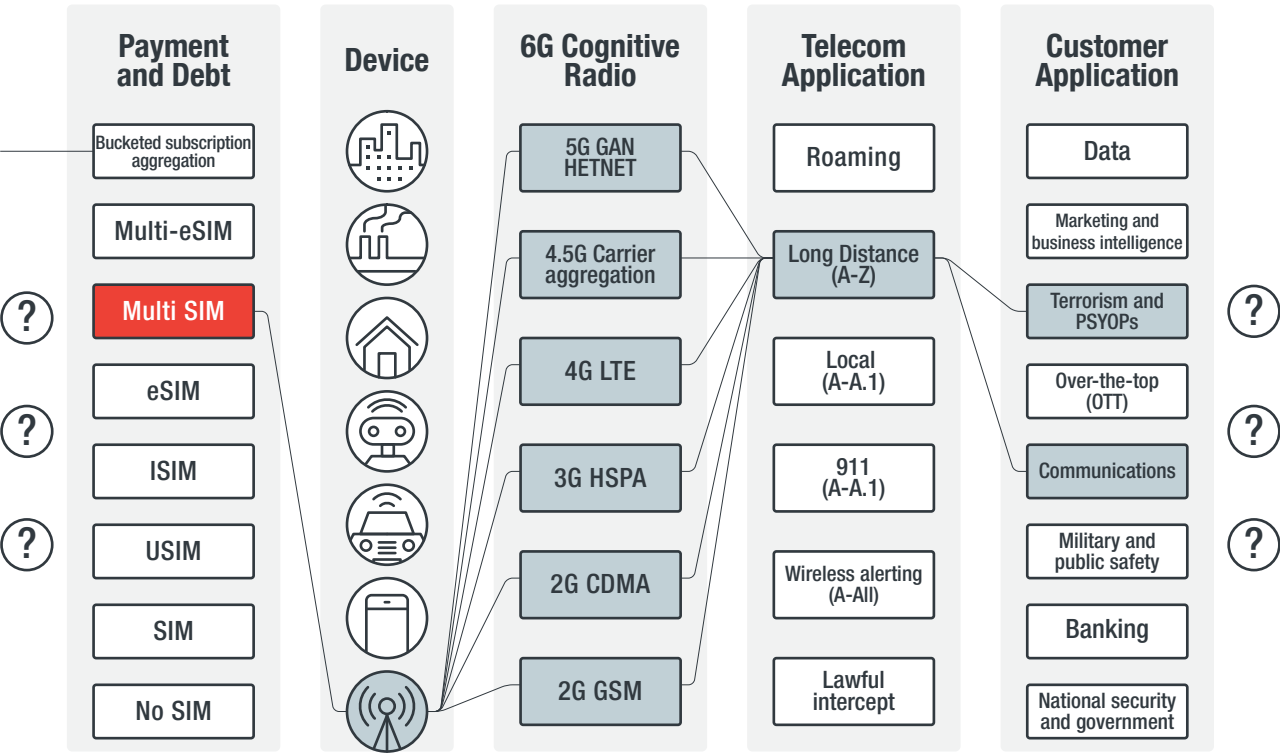 Payment
and Debt
Bucketed subscription
aggregation
Multi-eSIM
Multi SIM
eSIM
ISIM
USIM
SIM
No SIM
?
?
?
Device
6G Cognitive
Radio
5G GAN
HETNET
4.5G Carrier
aggregation
4G LTE
3G HSPA
2G CDMA
2G GSM
Telecom
Application
Roaming
Long Distance
(A-Z)
Local
(A-A.1)
911
(A-A.1)
Wireless alerting
(A-All)
Lawful
intercept
Customer
Application
Data
Marketing and
business intelligence
Terrorism and
PSYOPs
Over-the-top
(OTT)
Communications
Military and
public safety
Banking
National security
and government
?
?
?